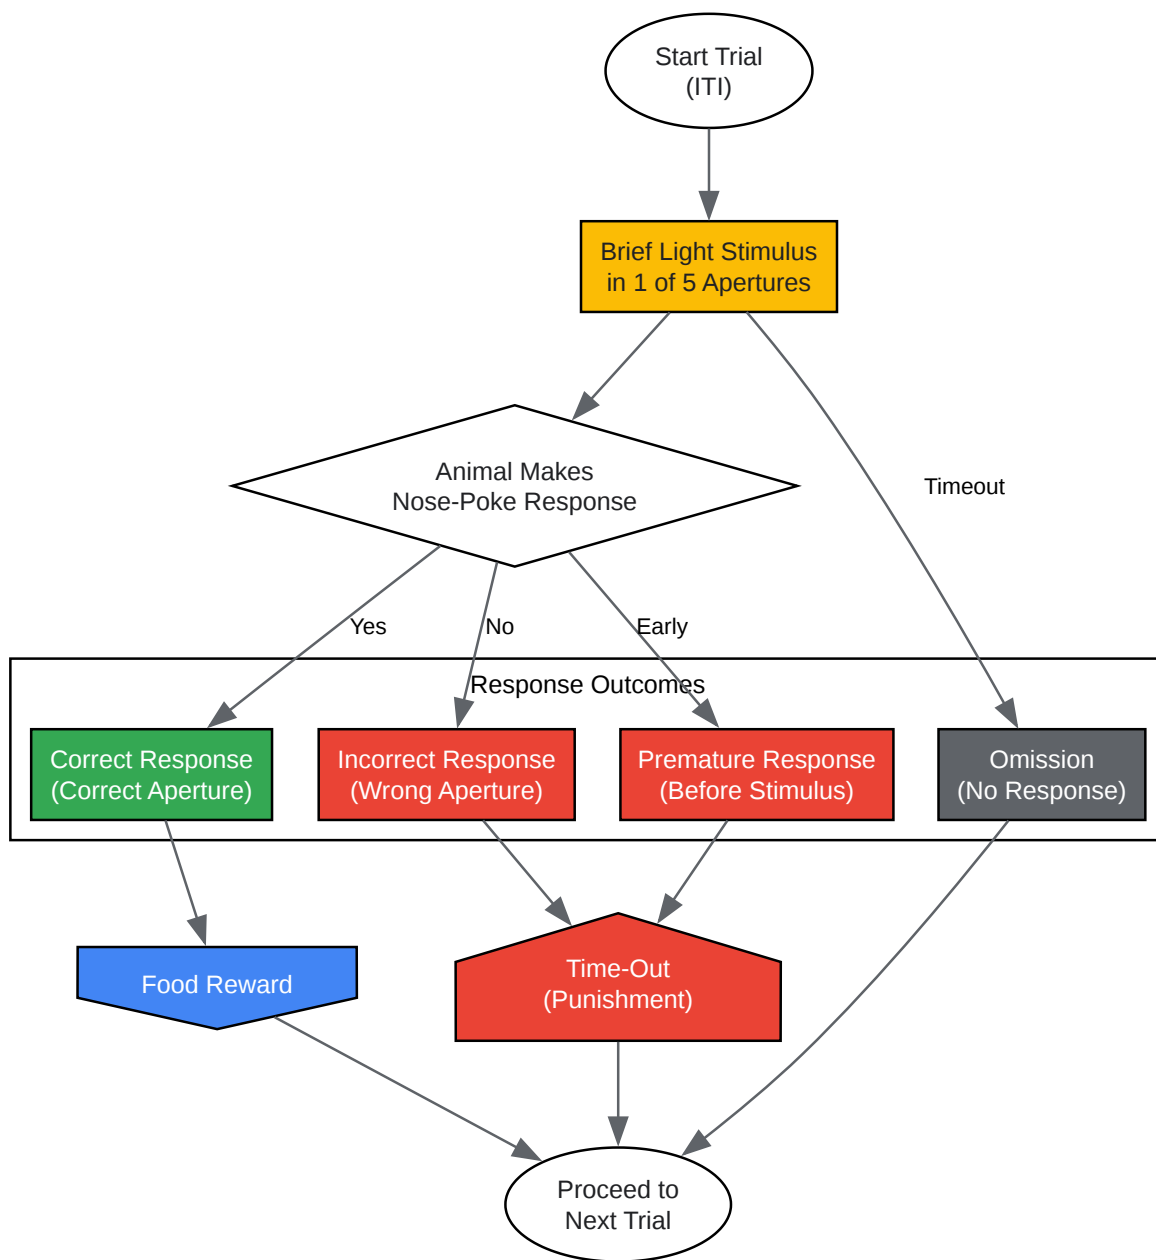 Start Trial
(ITI)
Brief Light Stimulus
in 1 of 5 Apertures
Animal Makes
Nose-Poke Response
Timeout
Yes
No
Early
Response Outcomes
Correct Response
(Correct Aperture)
Incorrect Response
(Wrong Aperture)
Premature Response
(Before Stimulus)
Omission
(No Response)
Food Reward
Time-Out
(Punishment)
Proceed to
Next Trial